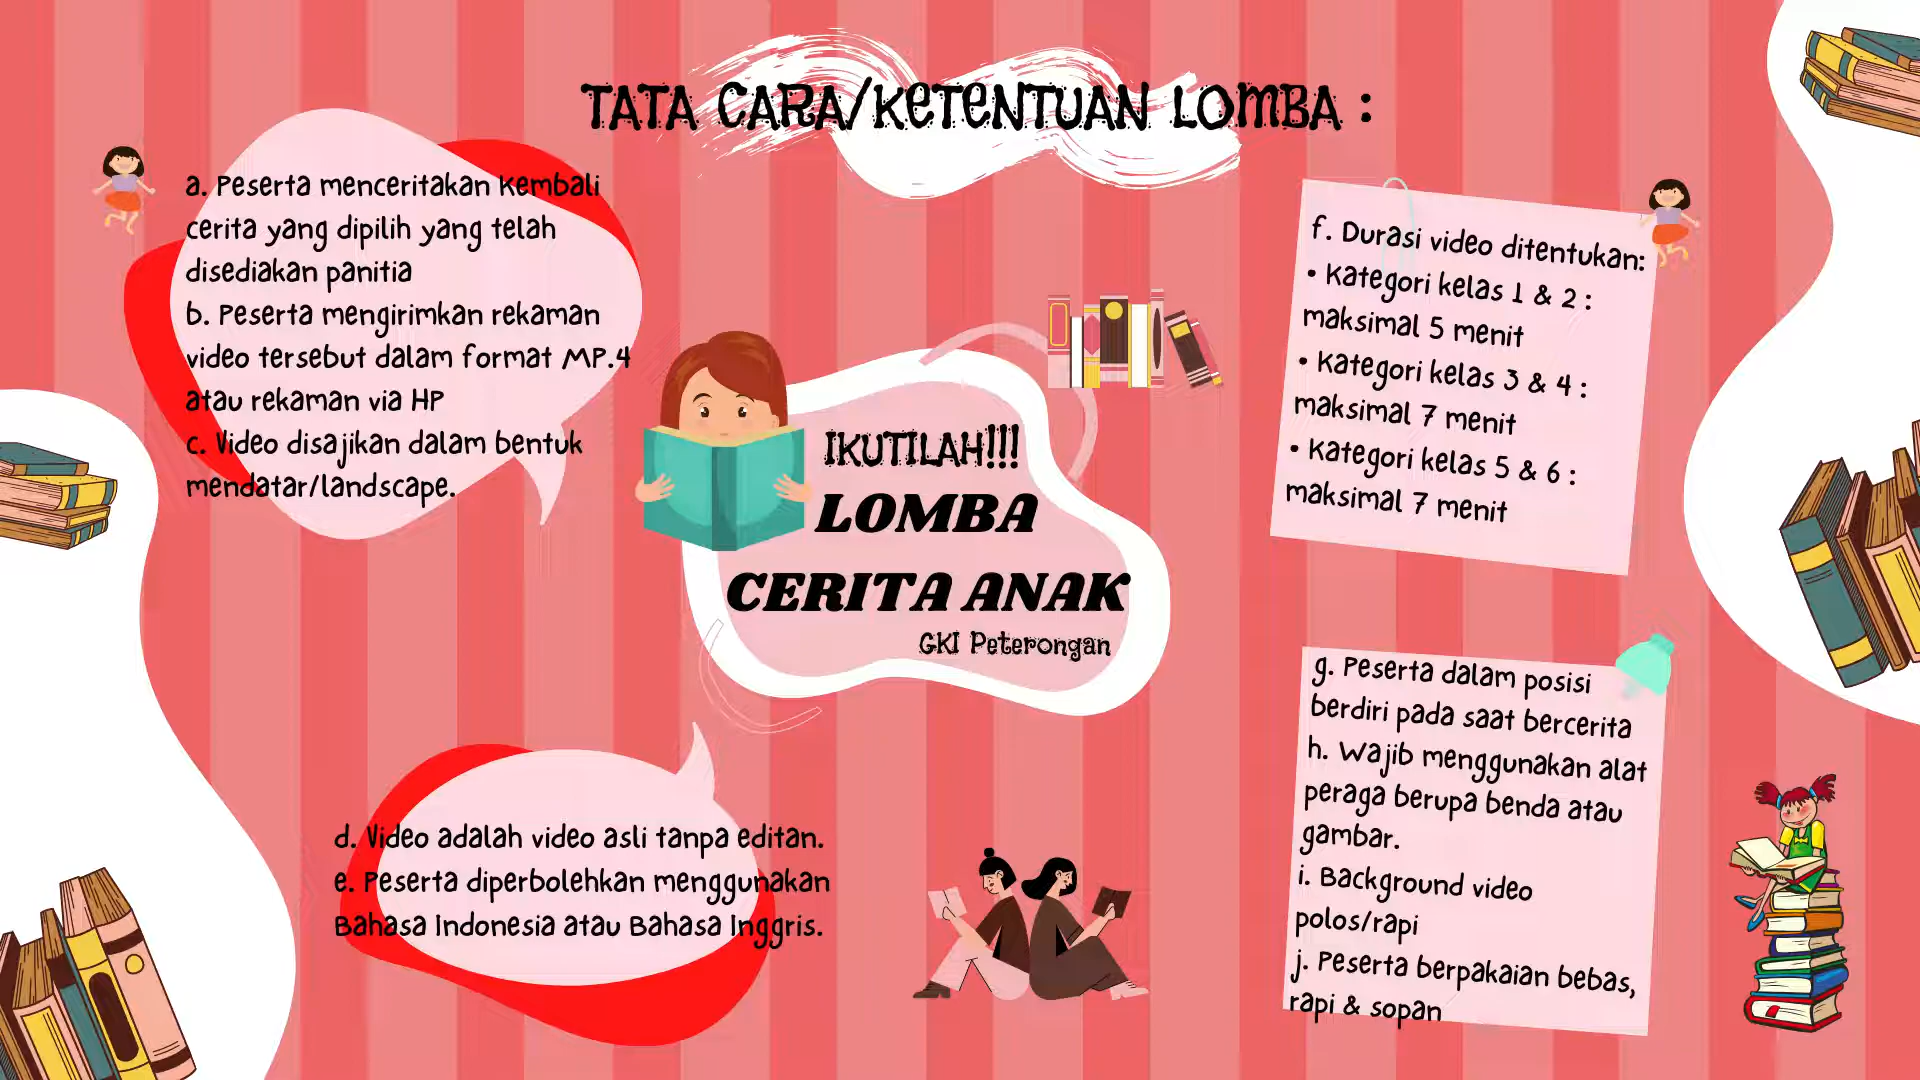 TATA CARA/KETENTUAN LOMBA :
a. Peserta menceritakan kembali
cerita yang dipilih yang telah
disediakan panitia
b. Peserta mengirimkan rekaman
video tersebut dalam format MP.4
atau rekaman via HP
c. Video disajikan dalam bentuk
mendatar/landscape.
IKUTILAH!!!
LOMBA
CERITA ANAK
GKI Peterongan
d. Video adalah video asli tanpa editan.
e. Peserta diperbolehkan menggunakan
Bahasa Indonesia atau Bahasa Inggris.
f. Durasi video ditentukan:
• Kategori kelas 1 & 2 :
maksimal 5 menit
• Kategori kelas 3 & 4 :
maksimal 7 menit
• Kategori kelas 5 & 6 :
maksimal 7 menit
g. Peserta dalam posisi
berdiri pada saat bercerita
h. Wajib menggunakan alat
peraga berupa benda atau
gambar.
i. Background video
polos/rapi
j. Peserta berpakaian bebas,
rapi & sopan